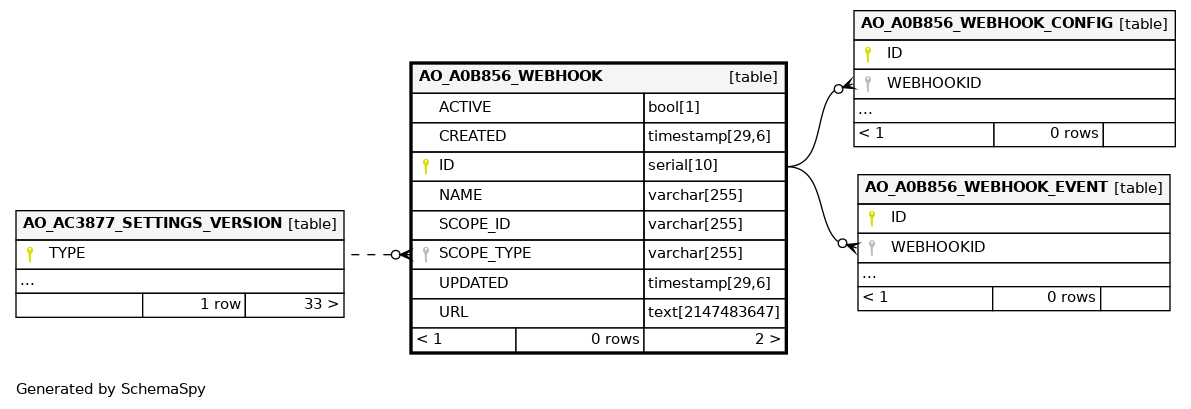 AO_AC3877_SETTINGS_VERSION [table]
TYPE
...
1 row 33 >
AO_A0B856_WEBHOOK [table]
ACTIVE bool[1]
CREATED timestamp[29,6]
ID serial[10]
NAME varchar[255]
SCOPE_ID varchar[255]
SCOPE_TYPE varchar[255]
UPDATED timestamp[29,6]
URL text[2147483647]
< 1 0 rows 2 >
AO_A0B856_WEBHOOK_CONFIG [table]
ID
WEBHOOKID
...
< 1 0 rows
AO_A0B856_WEBHOOK_EVENT [table]
ID
WEBHOOKID
...
< 1 0 rows
Generated by SchemaSpy